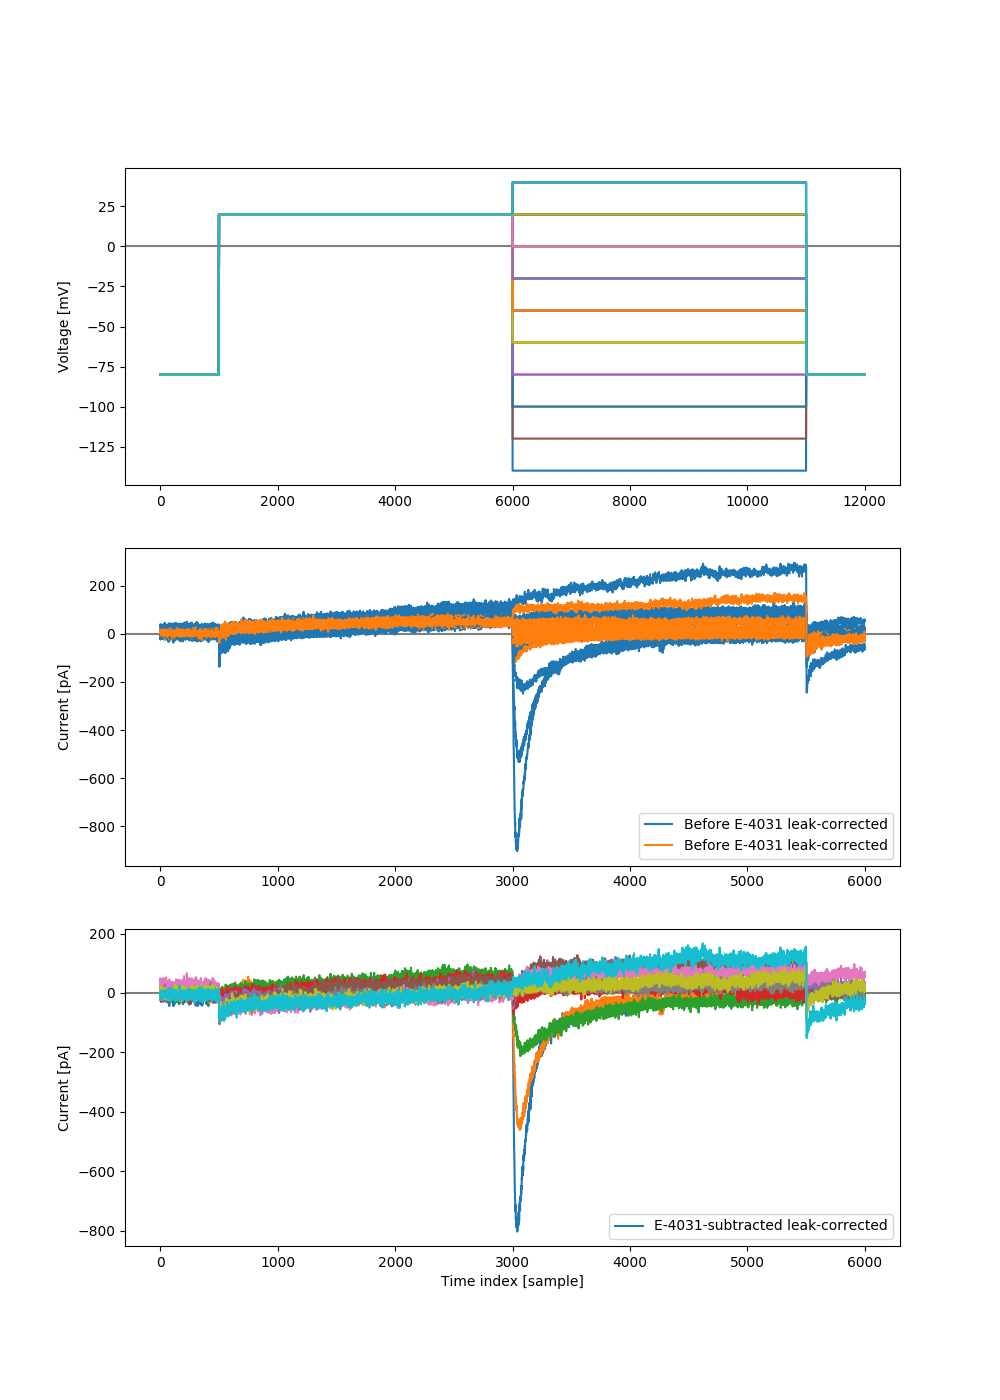 25
0
−25
−50
−75
−100
−125
Voltage [mV]
0 2000 4000 6000 8000 10000 12000
200
0
−200
−400
−600
−800
Current [pA]
Before E-4031 leak-corrected
Before E-4031 leak-corrected
0 1000 2000 3000 4000 5000 6000
200
0
−200
−400
−600
−800
Current [pA]
E-4031-subtracted leak-corrected
0 1000 2000 3000 4000 5000 6000
Time index [sample]